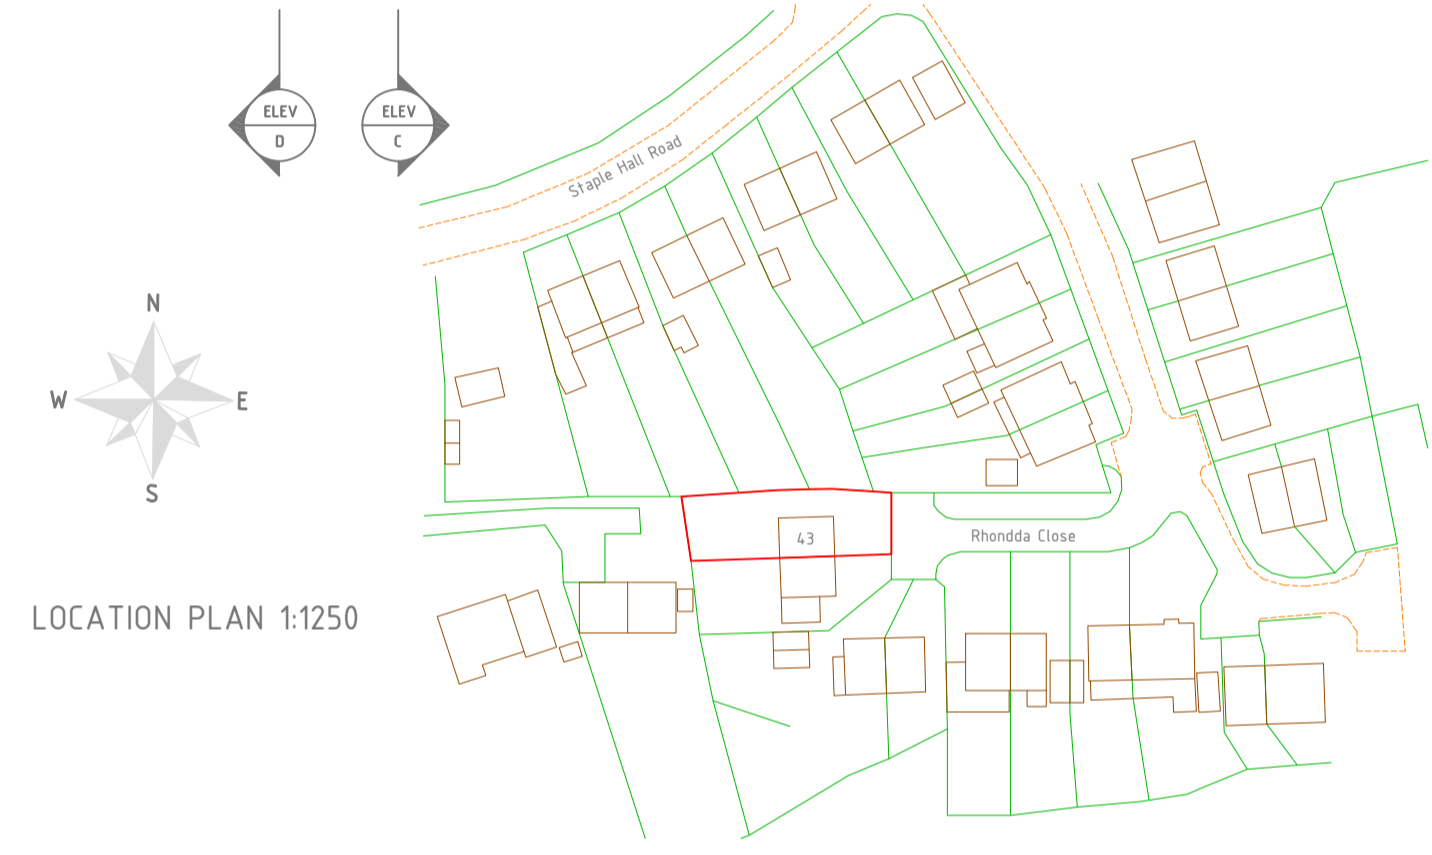 ELEV
D
ELEV
C
Staple Hall Road
N
W
E
S
43
Rhondda Close
LOCATION PLAN 1:1250